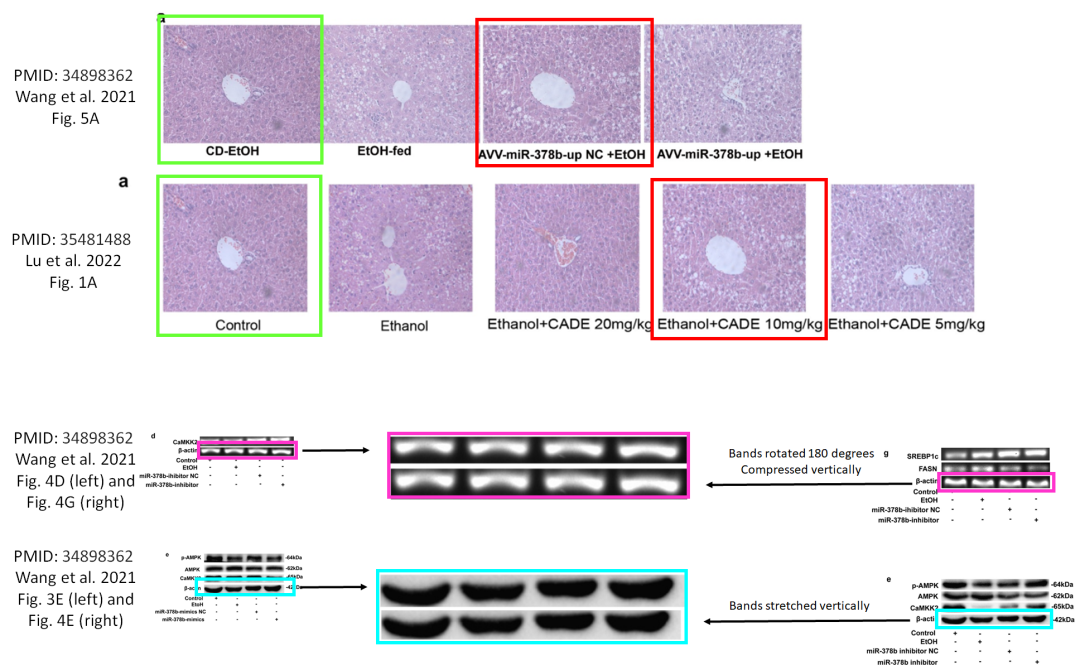 a
PMID: 34898362
Wang et al. 2021
Fig. 5A
CD-EtOH
EtOH-fed
AVV-miR-378b-up NC +EtOH
AVV-miR-378b-up +EtOH
a
PMID: 35481488
Lu et al. 2022
Fig. 1A
Control
Ethanol
Ethanol+CADE 20mg/kg
Ethanol+CADE 10mg/kg
Ethanol+CADE 5mg/kg
PMID: 34898362
Wang et al. 2021
Fig. 4D (left) and
Fig. 4G (right)
d
CaMKK2
β-actin
Control - - - -
EtOH - + - -
miR-378b-ihibitor NC - - + -
miR-378b-inhibitor - - - +
Bands rotated 180 degrees
Compressed vertically
g
SREBP1c
FASN
β-actin
Control - - - -
EtOH - + - -
miR-378b-ihibitor NC - - + -
miR-378b-inhibitor - - - +
PMID: 34898362
Wang et al. 2021
Fig. 3E (left) and
Fig. 4E (right)
e
p-AMPK -64kDa
AMPK -62kDa
CaMKK2 -65kDa
β-actin -42kDa
Control + - - -
EtoH - + - -
miR-378b-mimics NC - - + -
miR-378b-mimics - - - +
Bands stretched vertically
e
p-AMPK -64kDa
AMPK -62kDa
CaMKK2 -65kDa
β-acti -42kDa
Control + - - -
EtOH - + - -
miR-378b inhibitor NC - - + -
miR-378b inhibitor - - - +